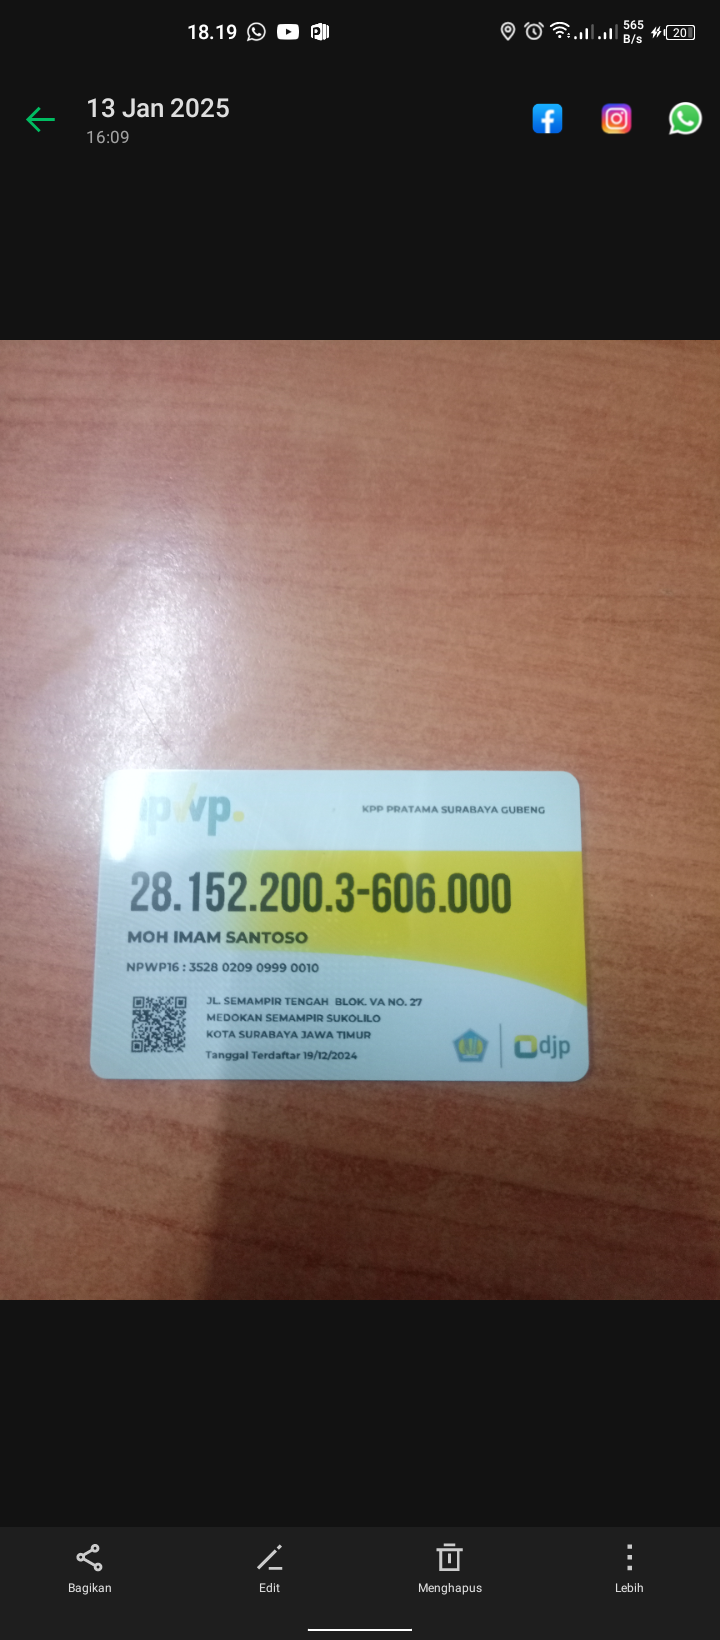 18.19
565
B/s
20
13 Jan 2025
16:09
npwp.
KPP PRATAMA SURABAYA GUBENG
28.152.200.3-606.000
MOH IMAM SANTOSO
NPWP16 : 3528 0209 0999 0010
JL. SEMAMPIR TENGAH BLOK. VA NO. 27
MEDOKAN SEMAMPIR SUKOLILO
KOTA SURABAYA JAWA TIMUR
Tanggal Terdaftar 19/12/2024
djp
Bagikan
Edit
Menghapus
Lebih